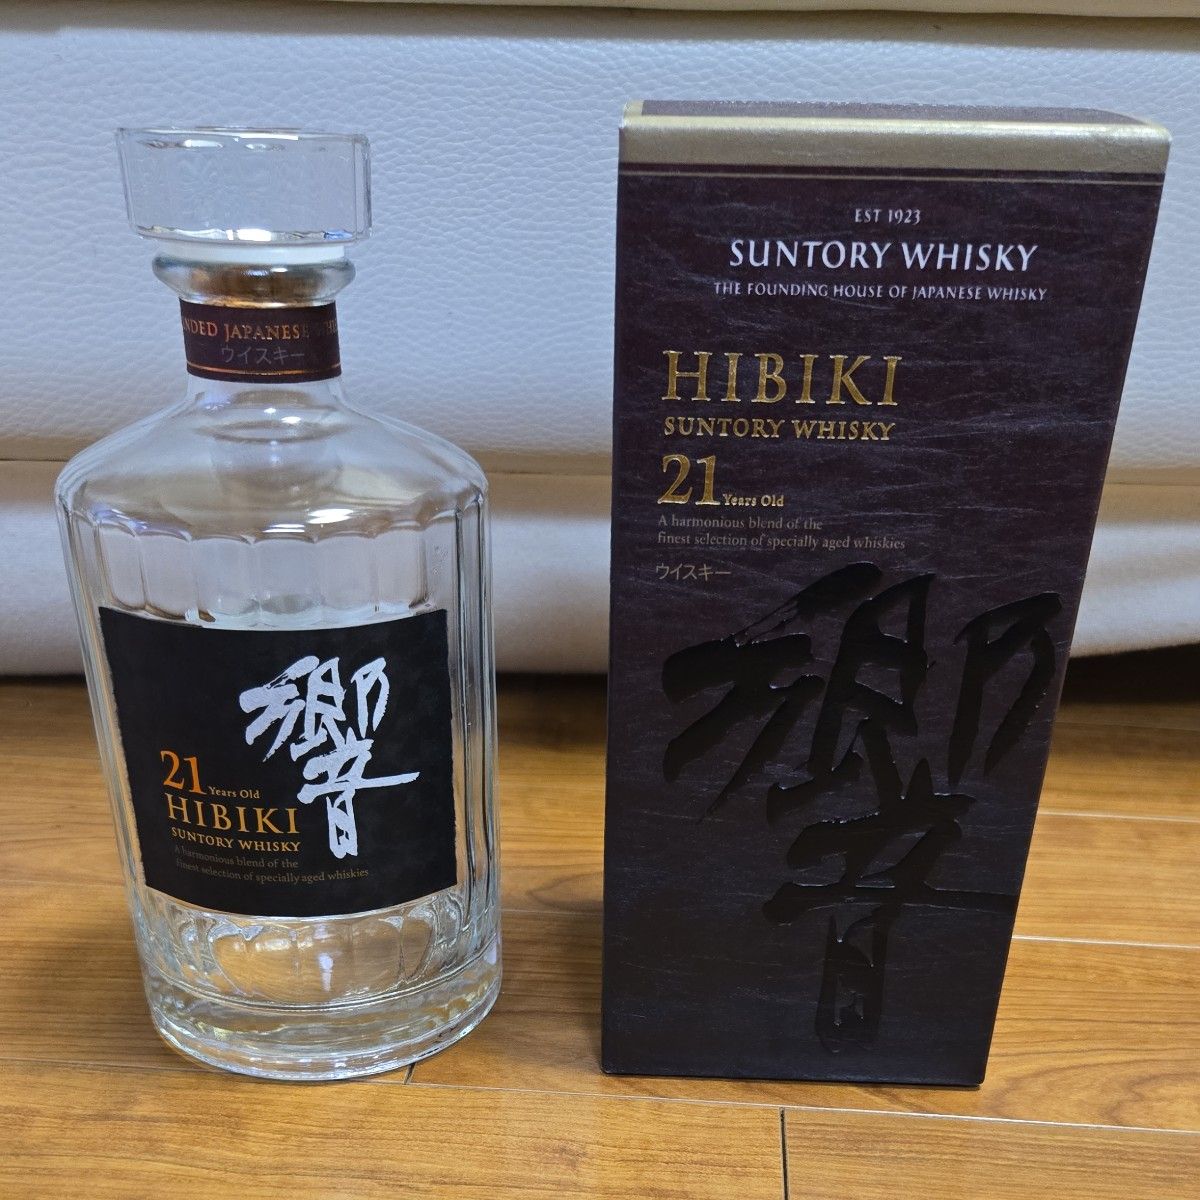 NDED JAPANESE
ウイスキー
響
21 Years Old
HIBIKI
SUNTORY WHISKY
A harmonious blend of the
finest selection of specially aged whiskies
EST 1923
SUNTORY WHISKY
THE FOUNDING HOUSE OF JAPANESE WHISKY
HIBIKI
SUNTORY WHISKY
21 Years Old
A harmonious blend of the
finest selection of specially aged whiskies
ウイスキー
響